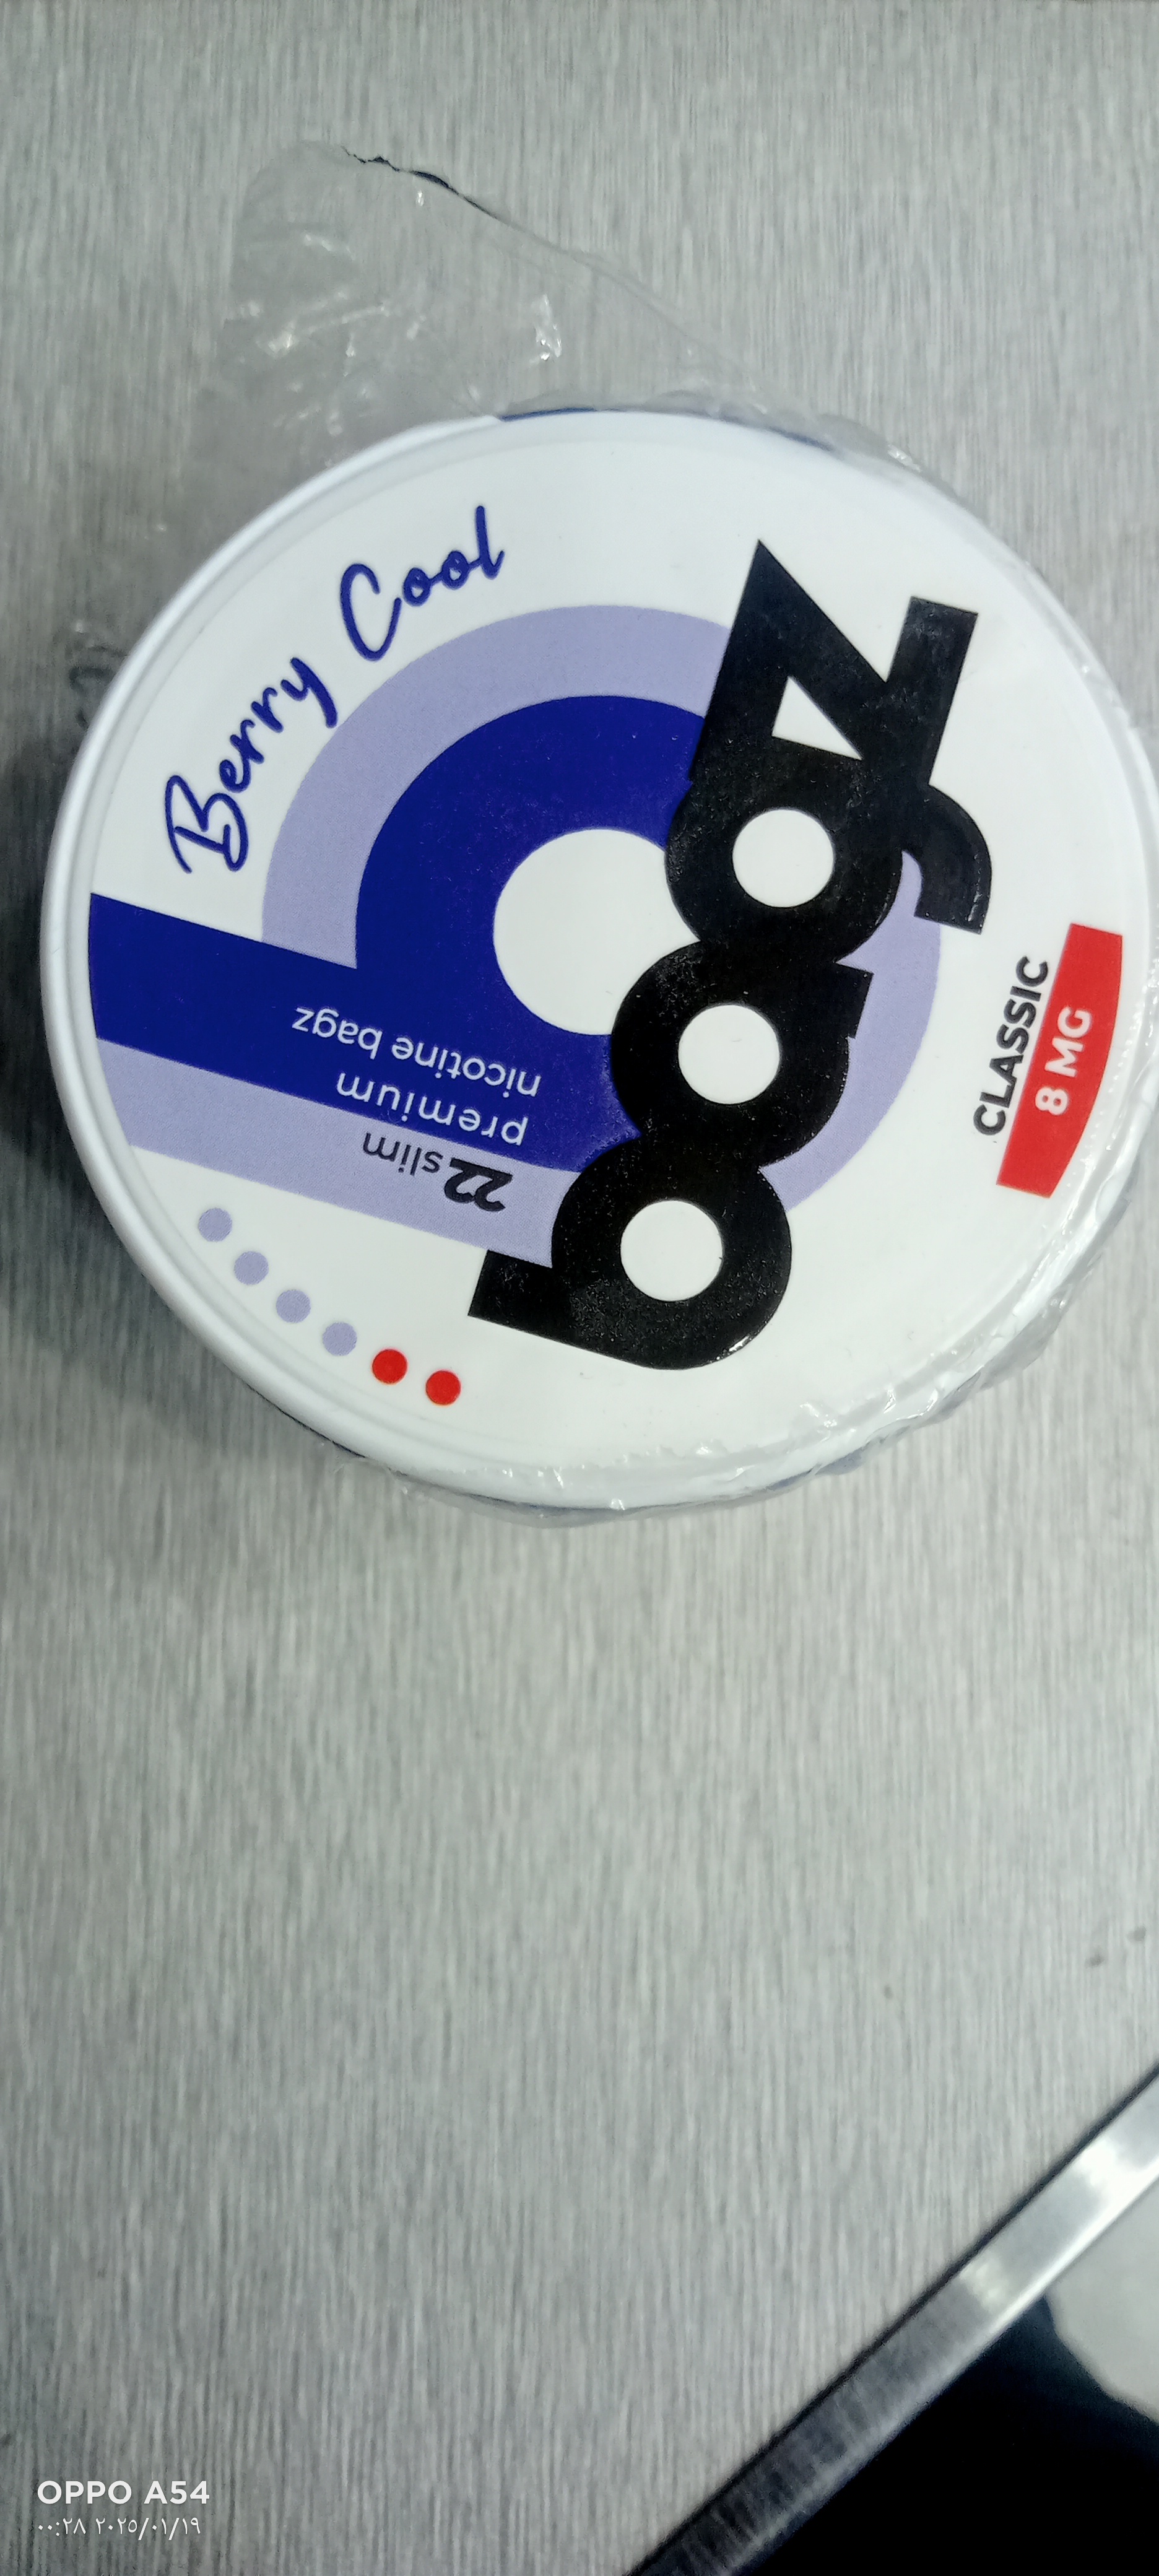 Berry Cool
bagz
CLASSIC
8 MG
22 slim
premium
nicotine bagz
OPPO A54
٠٠:٢٨ ٢٠٢٥/٠١/١٩